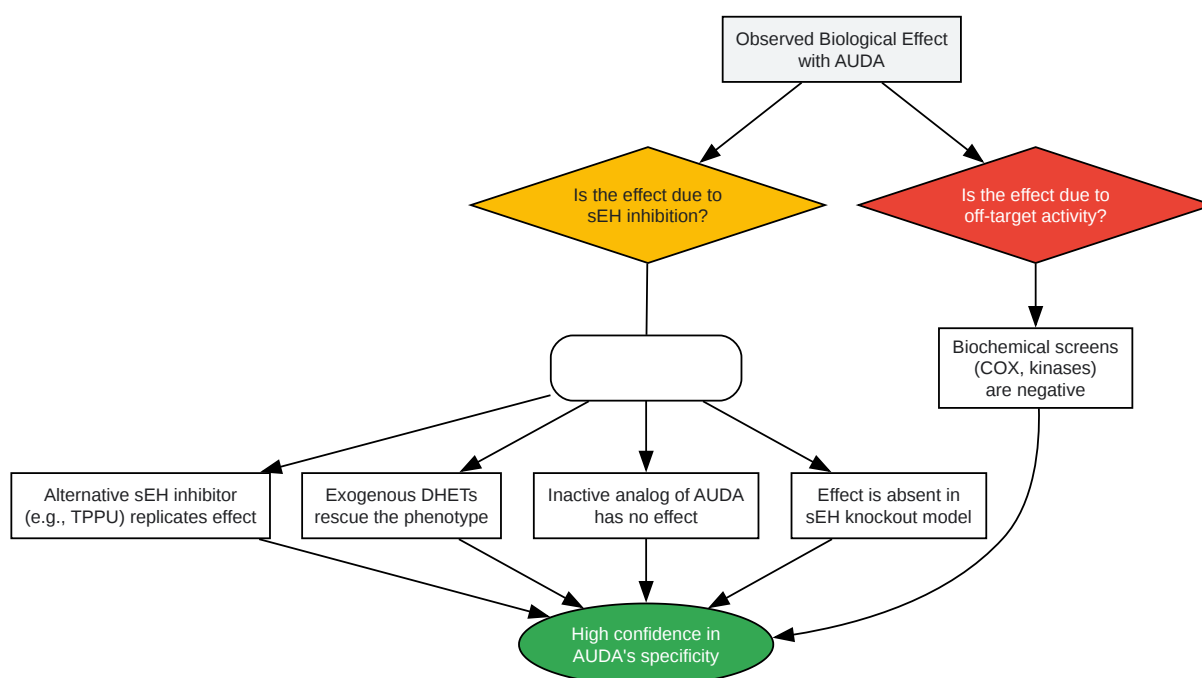 Observed Biological Effect
with AUDA
Is the effect due to
sEH inhibition?
Is the effect due to
off-target activity?
Biochemical screens
(COX, kinases)
are negative
Alternative sEH inhibitor
(e.g., TPPU) replicates effect
Exogenous DHETs
rescue the phenotype
Inactive analog of AUDA
has no effect
Effect is absent in
sEH knockout model
High confidence in
AUDA's specificity